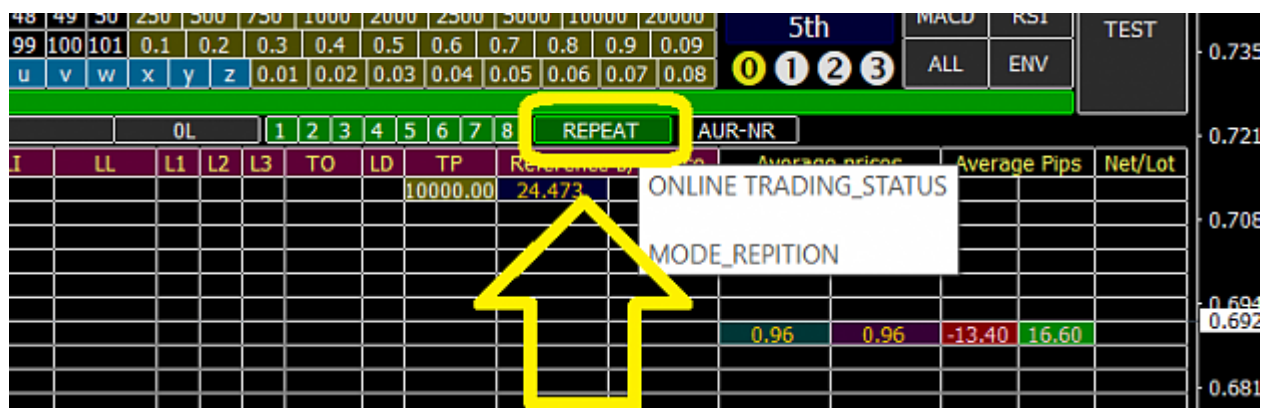 48 49 50 250 500 750 1000 2000 2500 5000 10000 20000
5th
MACD RSI
TEST
99 100 101 0.1 0.2 0.3 0.4 0.5 0.6 0.7 0.8 0.9 0.09
0.735
u v w x y z 0.01 0.02 0.03 0.04 0.05 0.06 0.07 0.08
0 1 2 3
ALL ENV
0L 1 2 3 4 5 6 7 8 REPEAT AUR-NR
0.721
LL L1 L2 L3 TO LD TP Average prices Average Pips Net/Lot
10000.00 24.473
ONLINE TRADING_STATUS
0.708
MODE_REPITION
0.694
0.692
0.96 0.96 -13.40 16.60
0.681